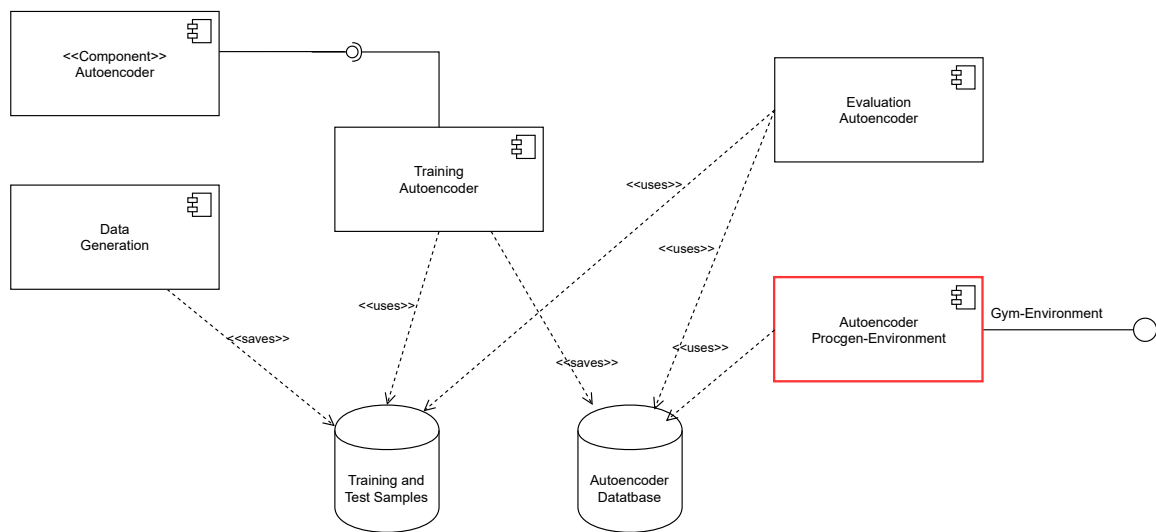 <<Component>>
Autoencoder
Evaluation
Autoencoder
Training
Autoencoder
<<uses>>
Data
Generation
<<uses>>
<<uses>>
Gym-Environment
Autoencoder
Procgen-Environment
<<saves>>
<<uses>>
<<saves>>
Training and
Test Samples
Autoencoder
Datatbase